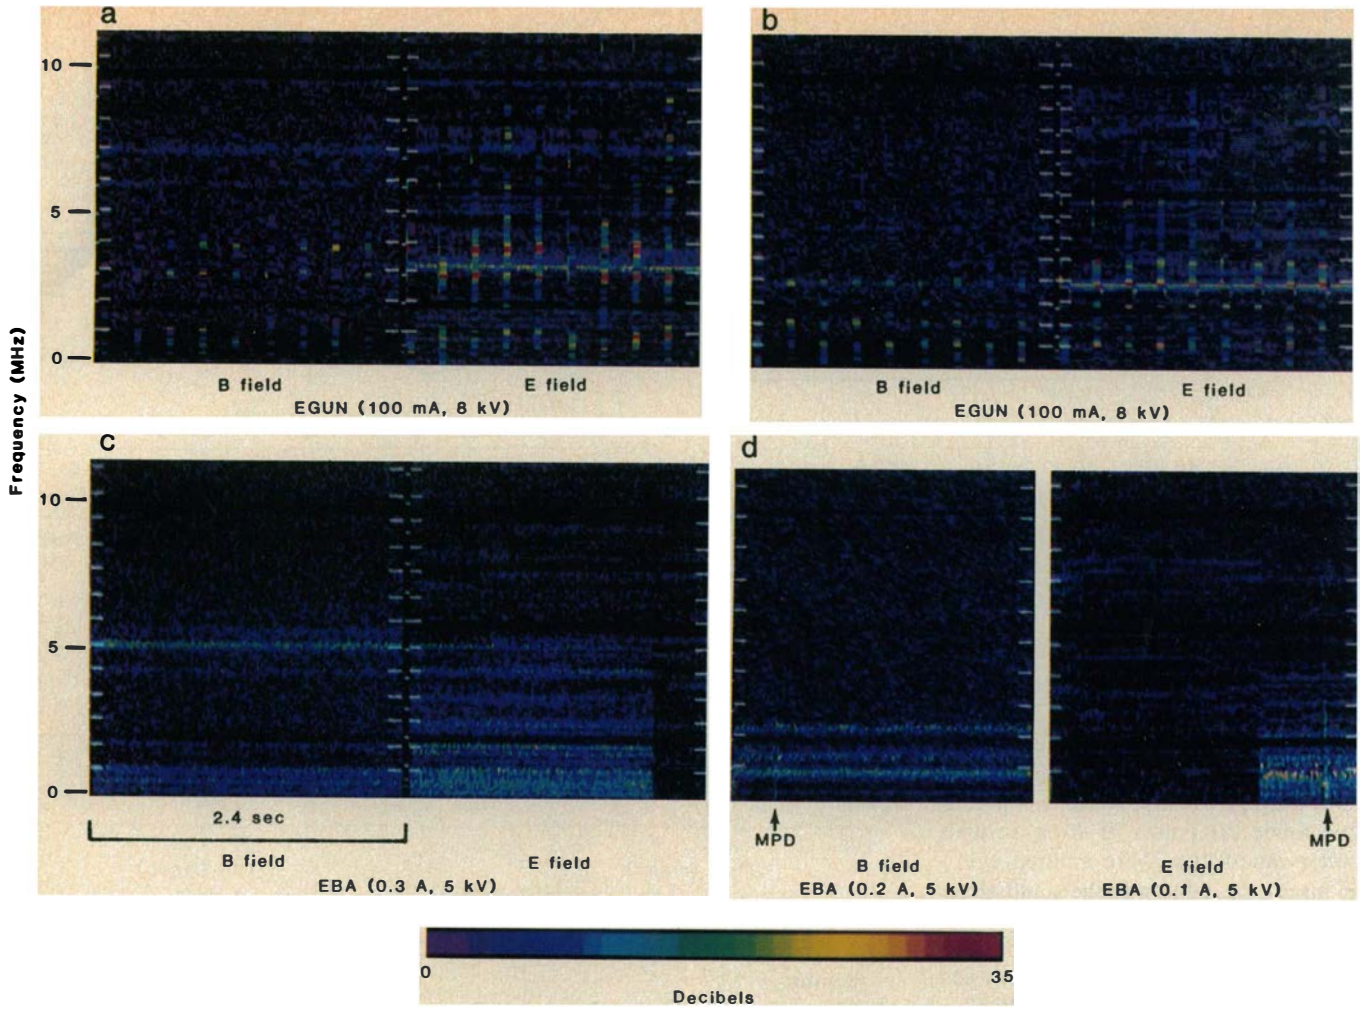 a
b
10
5
0
B field
E field
EGUN (100 mA, 8 kV)
B field
E field
EGUN (100 mA, 8 kV)
Frequency (MHz)
c
d
10
5
0
2.4 sec
B field
E field
EBA (0.3 A, 5 kV)
MPD
MPD
B field
E field
EBA (0.2 A, 5 kV)
EBA (0.1 A, 5 kV)
0
35
Decibels